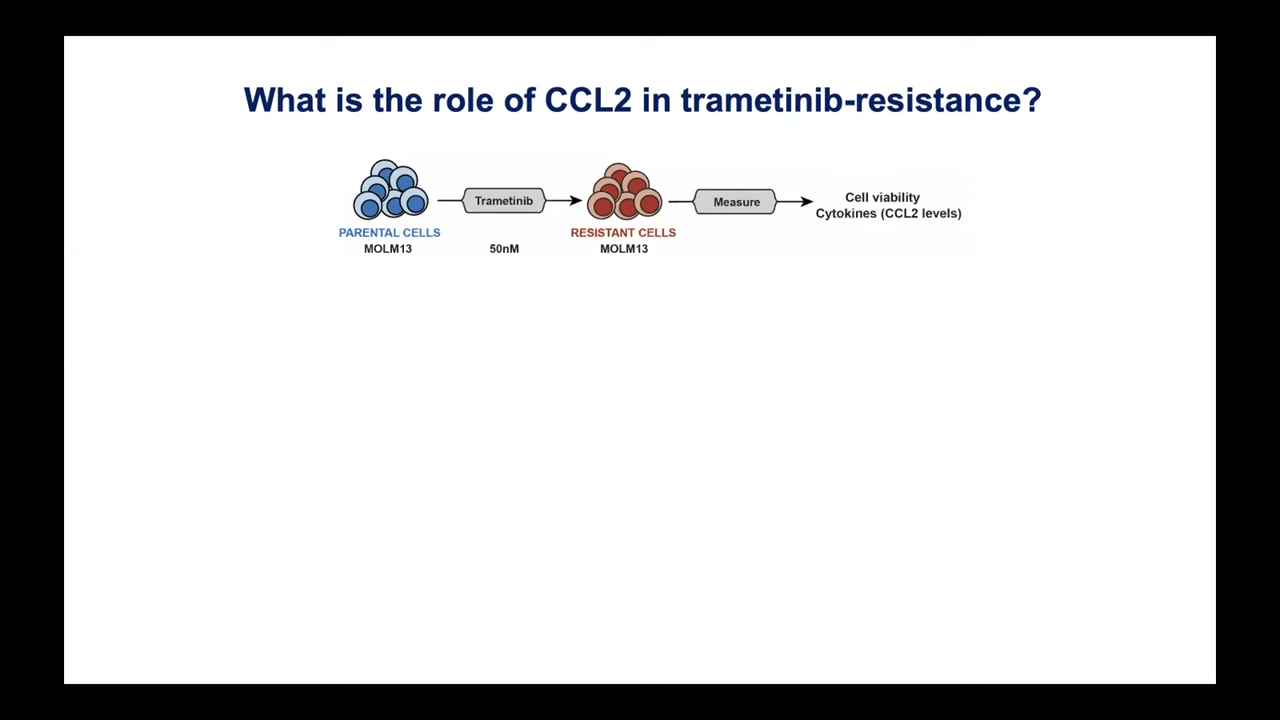 What is the role of CCL2 in trametinib-resistance?
Trametinib
Measure
Cell viability
Cytokines (CCL2 levels)
PARENTAL CELLS
MOLM13
50nM
RESISTANT CELLS
MOLM13